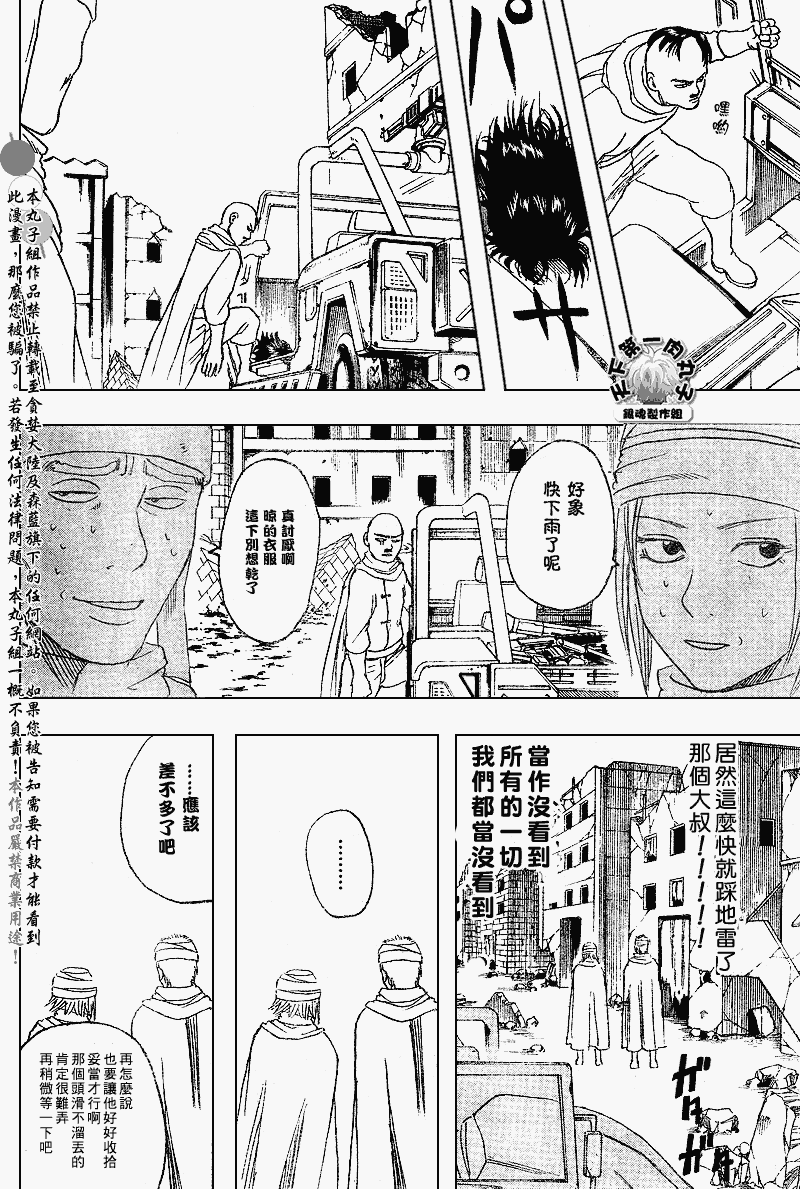 嘿
喲
パ
サ
天下第一肉丸子
銀魂製作組
好象
快下雨了呢
真討厭啊
晾的衣服
這下別想乾了
居然這麼快就踩地雷了
那個大叔！！！！！！
當作沒看到
所有的一切
我們都當沒看到
ガタガタ
………
……應該
差不多了吧
再怎麼說
也要讓他好好收拾
妥當才行啊
那個頭滑不溜丟的
肯定很難弄
再稍微等一下吧
本丸子組作品禁止轉載至貪婪大陸及森藍旗下的任何網站。如果您被告知需要付款才能看到
此漫畫，那麼您被騙了。若發生任何法律問題，本丸子組一概不負責！本作品嚴禁商業用途！